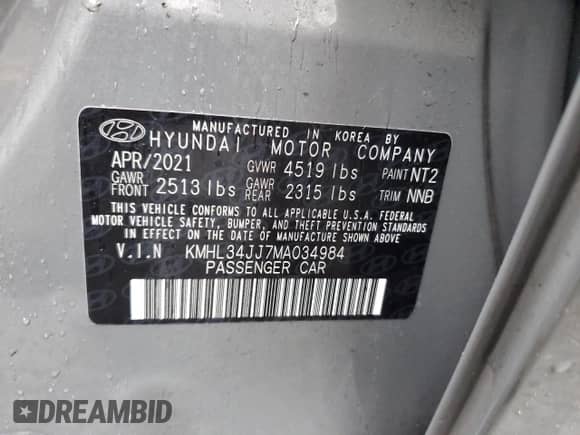 MANUFACTURED IN KOREA BY
HYUNDAI MOTOR COMPANY
APR/2021 GVWR 4519 lbs PAINT NT2
GAWR FRONT 2513 lbs GAWR REAR 2315 lbs TRIM NNB
THIS VEHICLE CONFORMS TO ALL APPLICABLE U.S.A. FEDERAL
MOTOR VEHICLE SAFETY, BUMPER, AND THEFT PREVENTION STANDARDS
IN EFFECT ON THE DATE OF MANUFACTURE SHOWN ABOVE.
V.I.N KMHL34JJ7MA034984
PASSENGER CAR
DREAMBID